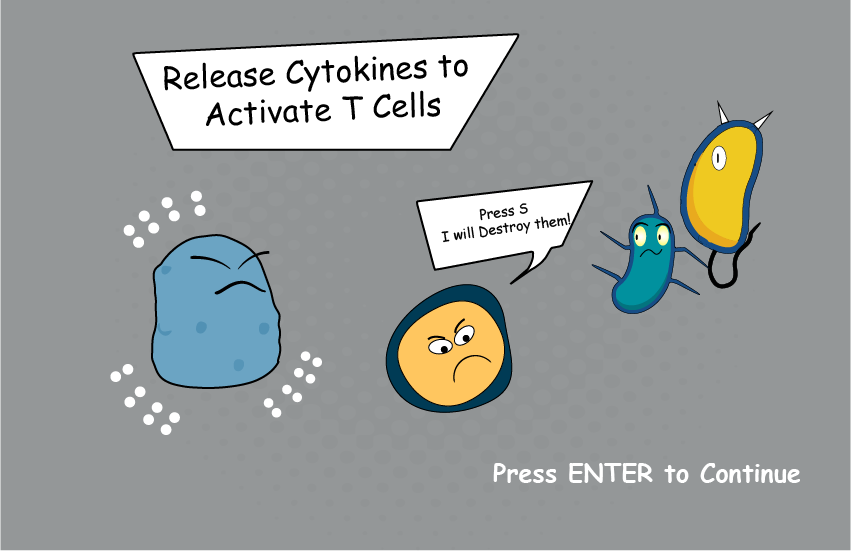 Release Cytokines to
Activate T Cells
Press S
I will Destroy them!
Press ENTER to Continue